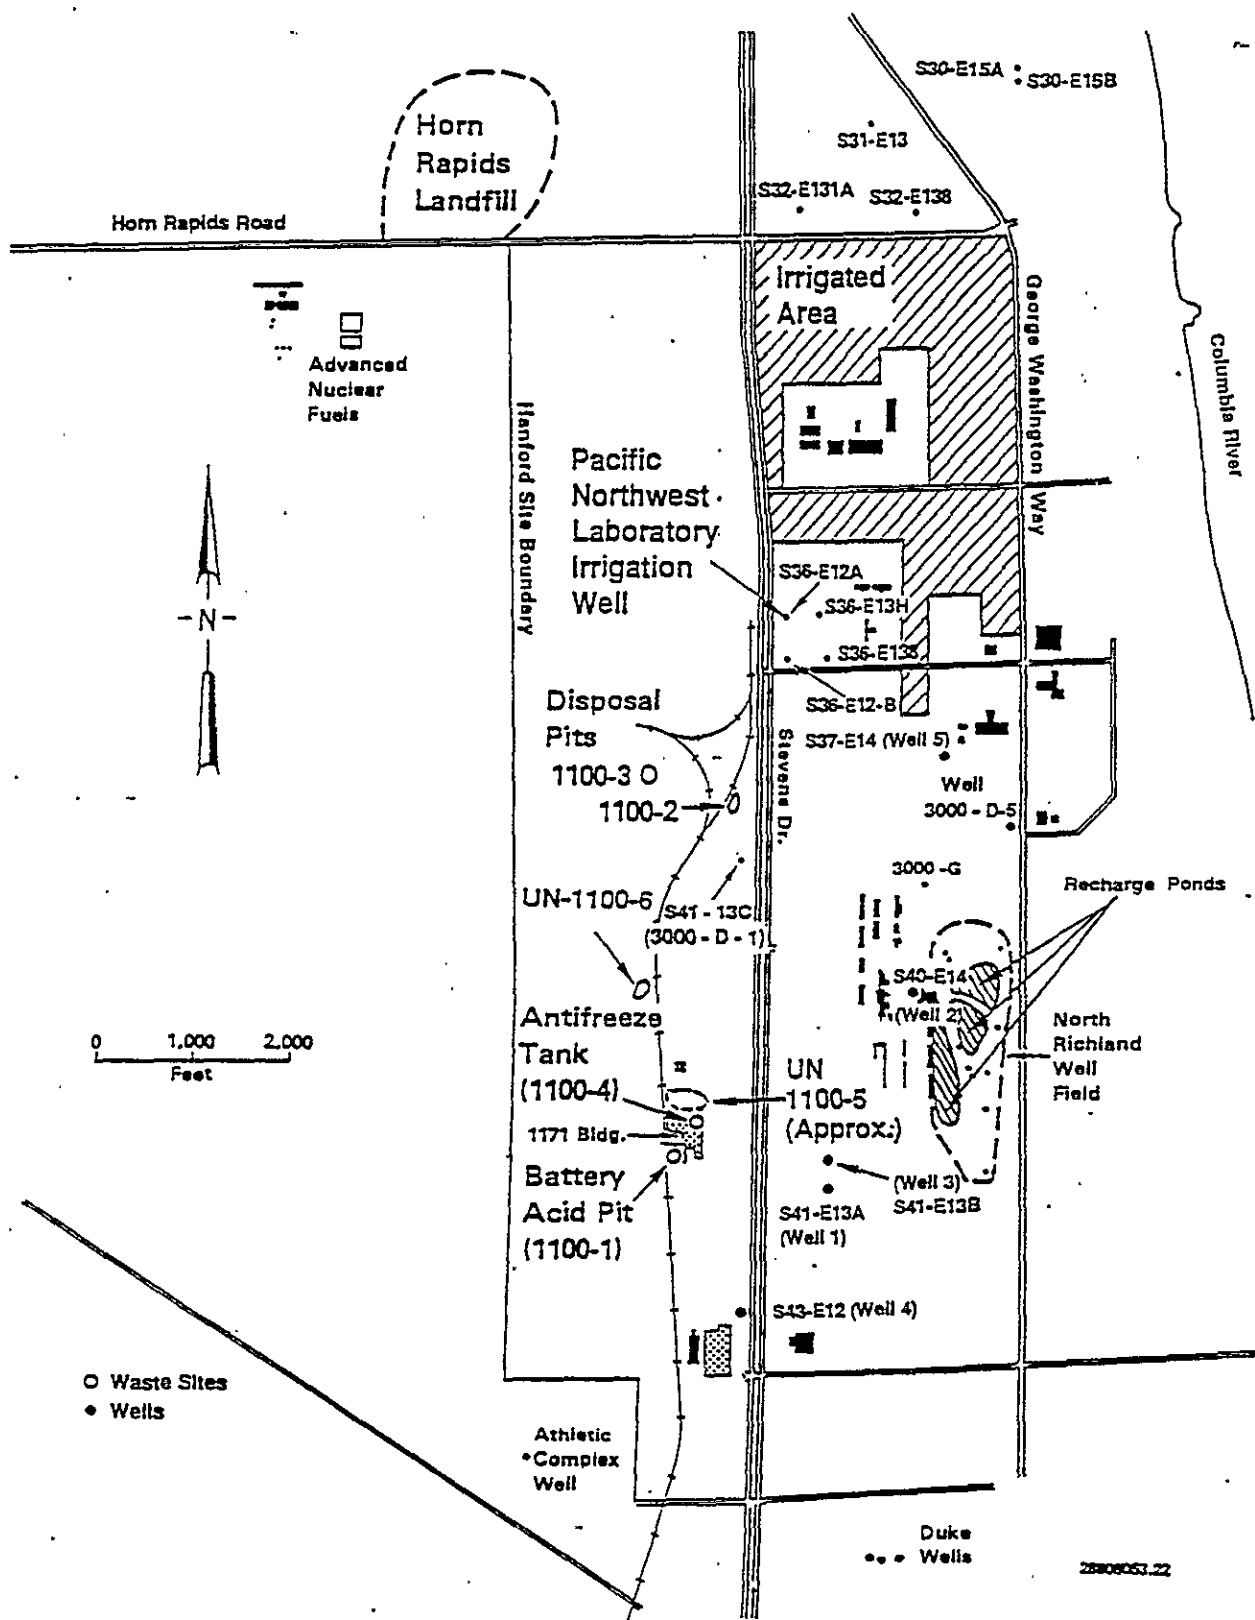 S30-E15A
S30-E15B
Horn
Rapids
Landfill
S31-E13
S32-E131A
S32-E138
Horn Rapids Road
Irrigated
Area
George Washington Way
Columbia River
Advanced
Nuclear
Fuels
Hanford Site Boundary
Pacific
Northwest
Laboratory
Irrigation
Well
S36-E12A
S36-E13H
N
S36-E13S
S36-E12-B
Disposal
Pits
1100-3
1100-2
Stevens Dr.
S37-E14 (Well 5)
Well
3000 - D-5
3000 -G
Recharge Ponds
UN-1100-6
S41 - 13C
(3000 - D - 1)
S40-E14
(Well 2)
Antifreeze
Tank
(1100-4)
0 1,000 2,000
Feet
North
Richland
Well
Field
UN
1100-5
(Approx.)
1171 Bldg.
Battery
Acid Pit
(1100-1)
(Well 3)
S41-E13B
S41-E13A
(Well 1)
S43-E12 (Well 4)
O Waste Sites
● Wells
Athletic
Complex
Well
Duke
Wells